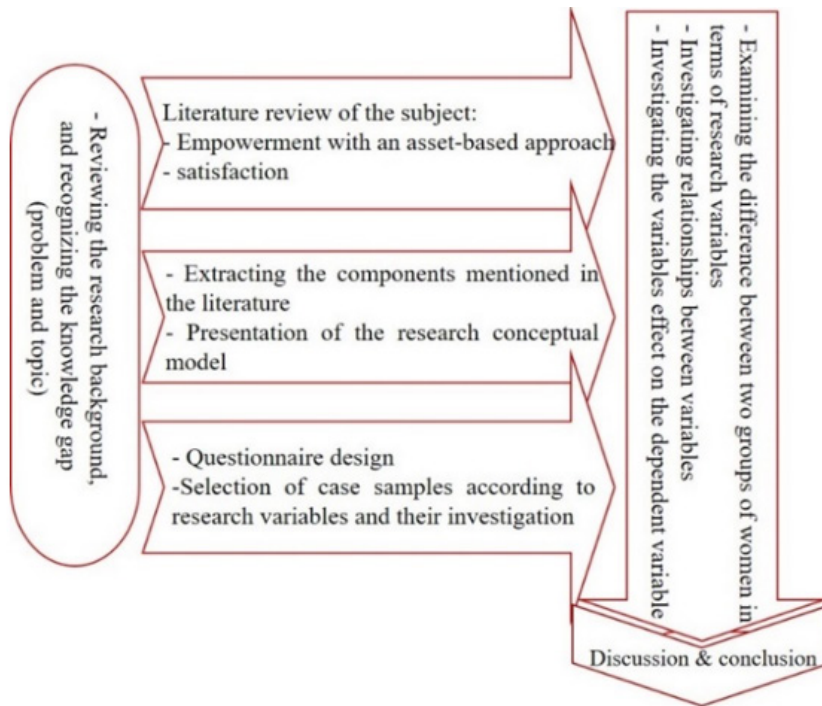 - Reviewing the research background,
and recognizing the knowledge gap
(problem and topic)
Literature review of the subject:
- Empowerment with an asset-based approach
- satisfaction
- Extracting the components mentioned in
the literature
- Presentation of the research conceptual
model
- Questionnaire design
-Selection of case samples according to
research variables and their investigation
- Examining the difference between two groups of women in
terms of research variables
- Investigating relationships between variables
- Investigating the variables effect on the dependent variable
Discussion & conclusion